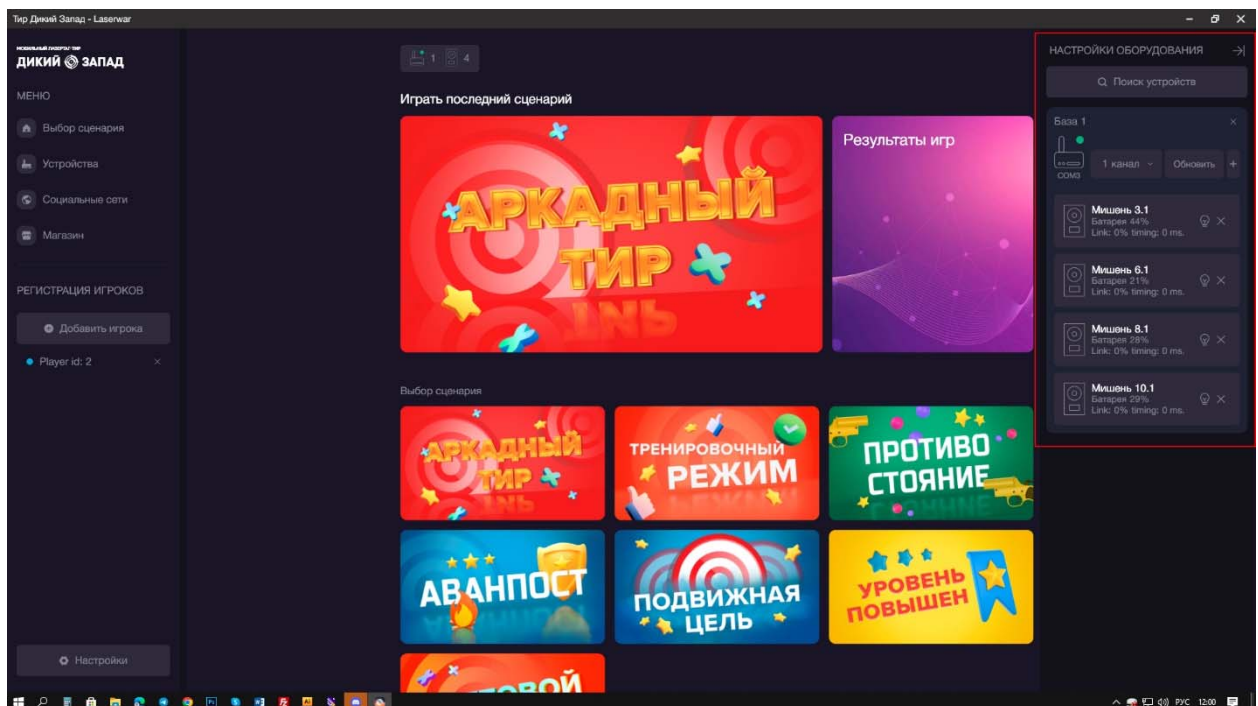 Тир Дикий Запад - Laserwar
МОБИЛЬНЫЙ ЛАЗЕРТАГ-ТИР
ДИКИЙ ЗАПАД
МЕНЮ
Выбор сценария
Устройства
Социальные сети
Магазин
РЕГИСТРАЦИЯ ИГРОКОВ
Добавить игрока
Player id: 2
Настройки
1 4
Играть последний сценарий
АРКАДНЫЙ
ТИР
Результаты игр
Выбор сценария
АРКАДНЫЙ
ТИР
ТРЕНИРОВОЧНЫЙ
РЕЖИМ
ПРОТИВО
СТОЯНИЕ
АВАНПОСТ
ПОДВИЖНАЯ
ЦЕЛЬ
УРОВЕНЬ
ПОВЫШЕН
НАСТРОЙКИ ОБОРУДОВАНИЯ
Поиск устройств
База 1
COM3
1 канал
Обновить +
Мишень 3.1
Батарея 44%
Link: 0% timing: 0 ms.
Мишень 6.1
Батарея 21%
Link: 0% timing: 0 ms.
Мишень 8.1
Батарея 28%
Link: 0% timing: 0 ms.
Мишень 10.1
Батарея 29%
Link: 0% timing: 0 ms.
РУС 12:00